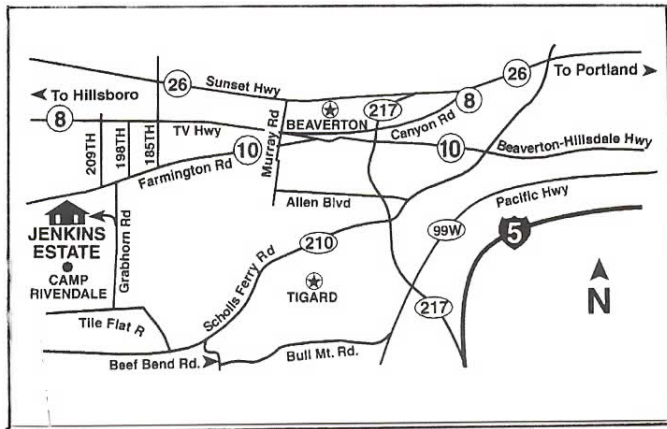 26
To Portland
26
Sunset Hwy
To Hillsboro
217
8
8
BEAVERTON
Canyon Rd
TV Hwy
Murray Rd
209TH
198TH
185TH
10
10
Beaverton-Hillsdale Hwy
Farmington Rd
Allen Blvd
Pacific Hwy
JENKINS
ESTATE
CAMP
RIVENDALE
Grabhorn Rd
210
99W
5
Scholls Ferry Rd
TIGARD
N
217
Tile Flat R
Beef Bend Rd.
Bull Mt. Rd.